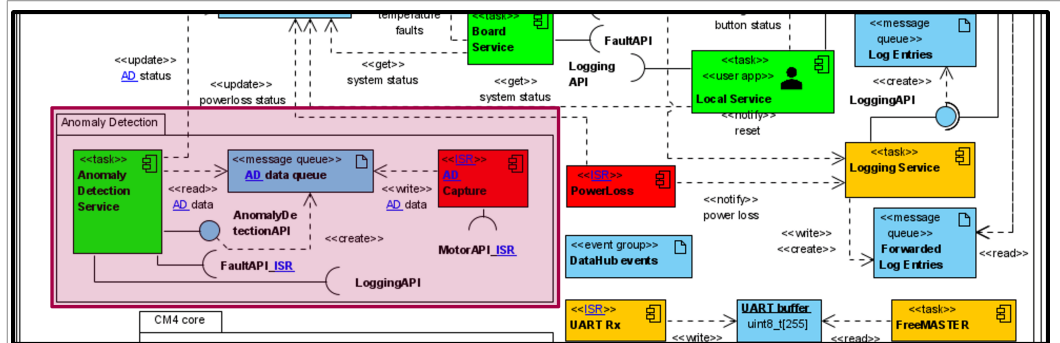 temperature
faults
<<task>>
Board
Service
FaultAPI
button status
<<message
queue>>
Log Entries
<<update>>
AD status
<<get>>
system status
Logging
API
<<task>>
<<user app>>
Local Service
<<create>>
LoggingAPI
<<update>>
powerloss status
<<get>>
system status
<<notify>>
reset
Anomaly Detection
<<task>>
Anomaly
Detection
Service
<<message queue>>
AD data queue
<<ISR>>
AD
Capture
<<read>>
AD data
<<write>>
AD data
AnomalyDe
tectionAPI
<<create>>
MotorAPI_ISR
FaultAPI_ISR
LoggingAPI
<<ISR>>
PowerLoss
<<notify>>
power loss
<<task>>
Logging Service
<<event group>>
DataHub events
<<write>>
<<create>>
<<message
queue>>
Forwarded
Log Entries
<<read>>
CM4 core
<<ISR>>
UART Rx
<<write>>
UART buffer
uint8_t[255]
<<read>>
<<task>>
FreeMASTER